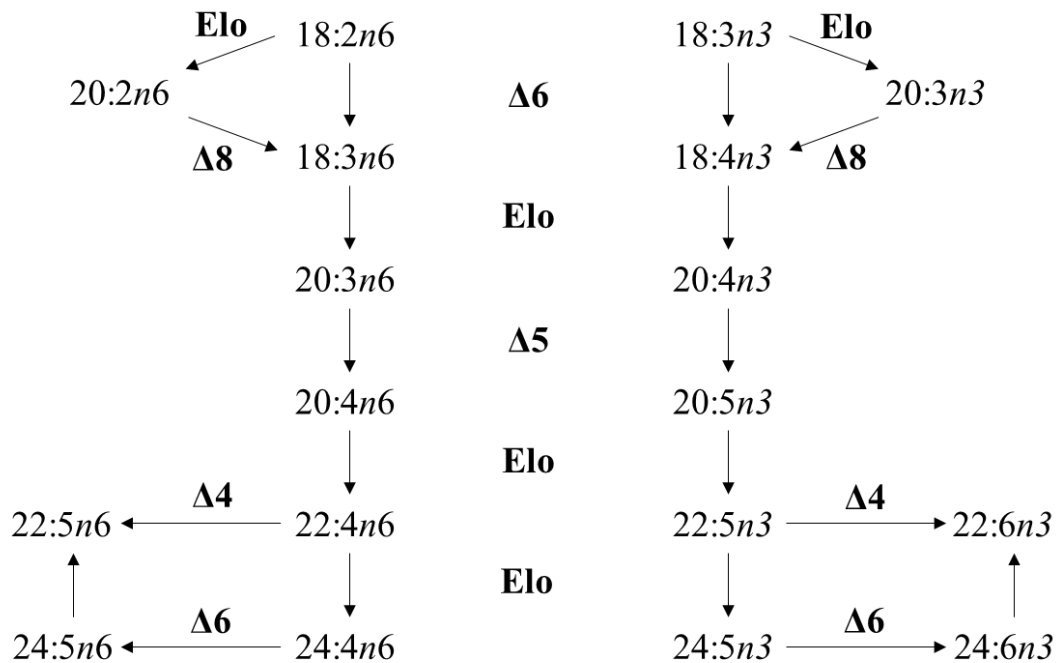 Elo 18:2n6 18:3n3 Elo
20:2n6 Δ6 20:3n3
Δ8 18:3n6 18:4n3 Δ8
Elo
20:3n6 20:4n3
Δ5
20:4n6 20:5n3
Elo
Δ4 Δ4
22:5n6 22:4n6 22:5n3 22:6n3
Elo
Δ6 Δ6
24:5n6 24:4n6 24:5n3 24:6n3